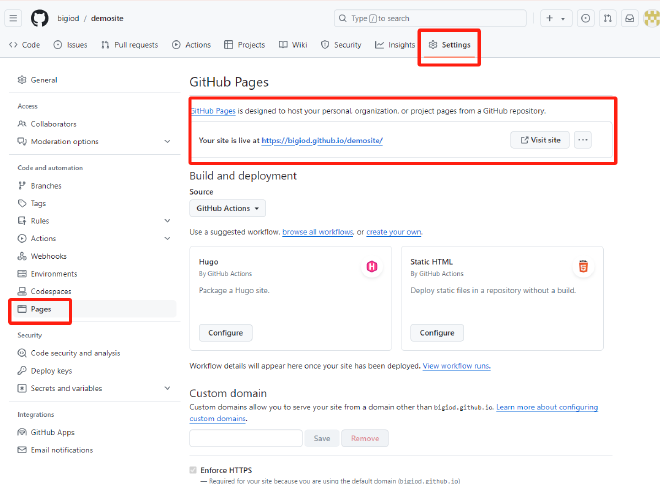 bigiod / demosite
Type / to search
Code Issues Pull requests Actions Projects Wiki Security Insights Settings
General
Access
Collaborators
Moderation options
Code and automation
Branches
Tags
Rules
Actions
Webhooks
Environments
Codespaces
Pages
Security
Code security and analysis
Deploy keys
Secrets and variables
Integrations
GitHub Apps
Email notifications
GitHub Pages
GitHub Pages is designed to host your personal, organization, or project pages from a GitHub repository.
Your site is live at https://bigiod.github.io/demosite/
Visit site
Build and deployment
Source
GitHub Actions
Use a suggested workflow, browse all workflows, or create your own.
Hugo
By GitHub Actions
Package a Hugo site.
Configure
Static HTML
By GitHub Actions
Deploy static files in a repository without a build.
Configure
Workflow details will appear here once your site has been deployed. View workflow runs.
Custom domain
Custom domains allow you to serve your site from a domain other than bigiod.github.io. Learn more about configuring
custom domains.
Save Remove
Enforce HTTPS
— Required for your site because you are using the default domain (bigiod.github.io)